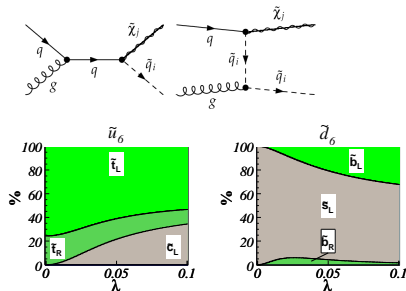 χ̃ⱼ
χ̃ⱼ
q
q
q
q̃ᵢ
q̃ᵢ
q̃ᵢ
g
g
ũ₆
d̃₆
100
80
60
40
20
0
%
t̃L
t̃R
c̃L
0
0.05
0.1
λ
100
80
60
40
20
0
%
b̃L
s̃L
b̃R
0
0.05
0.1
λ